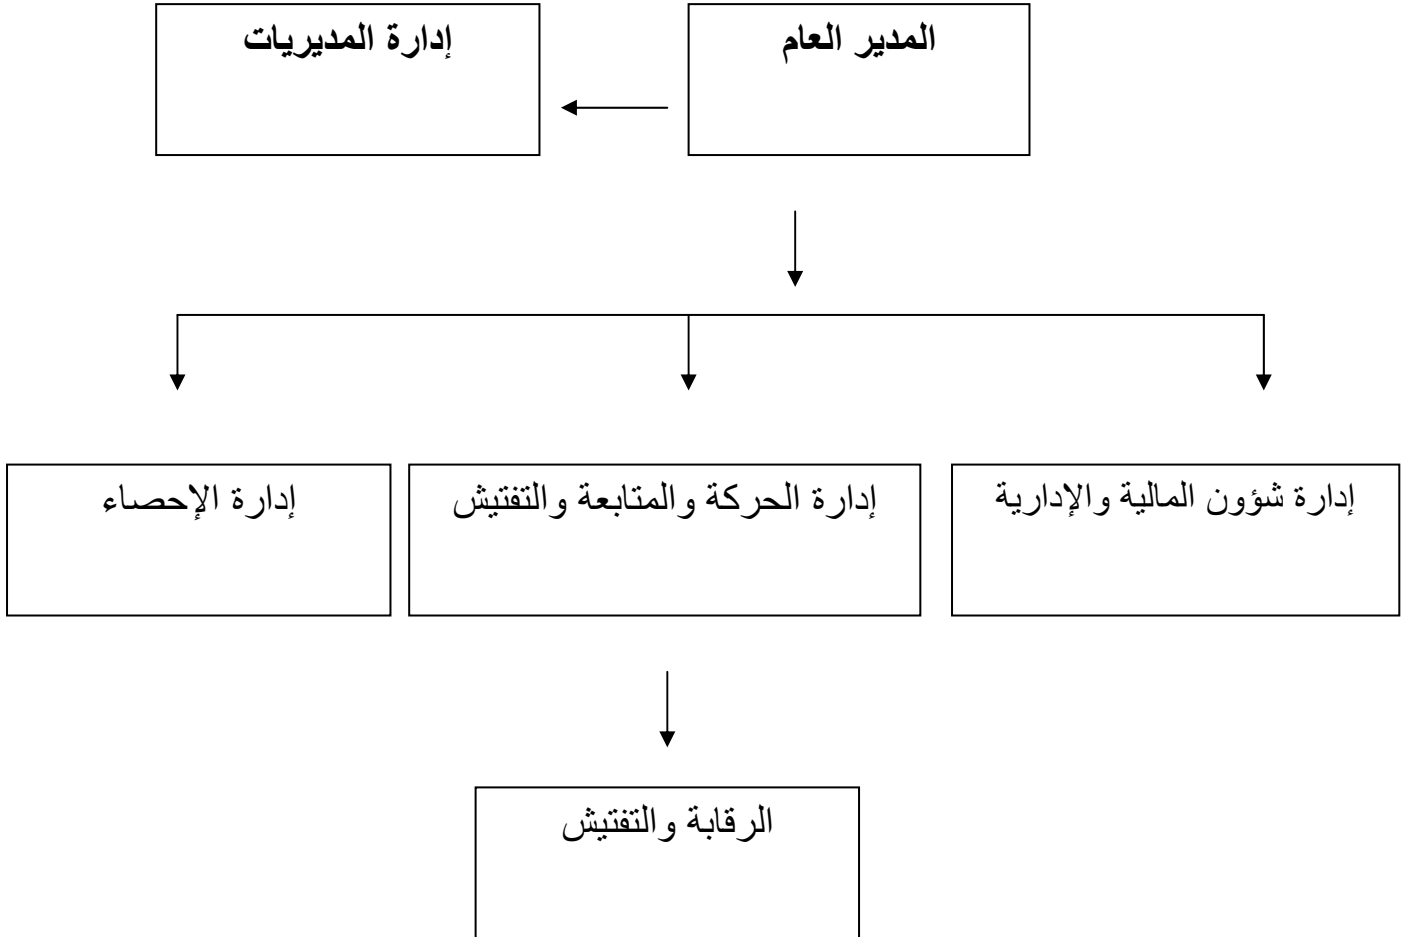 المدير العام
إدارة المديريات
إدارة شؤون المالية والإدارية
إدارة الحركة والمتابعة والتفتيش
إدارة الإحصاء
الرقابة والتفتيش